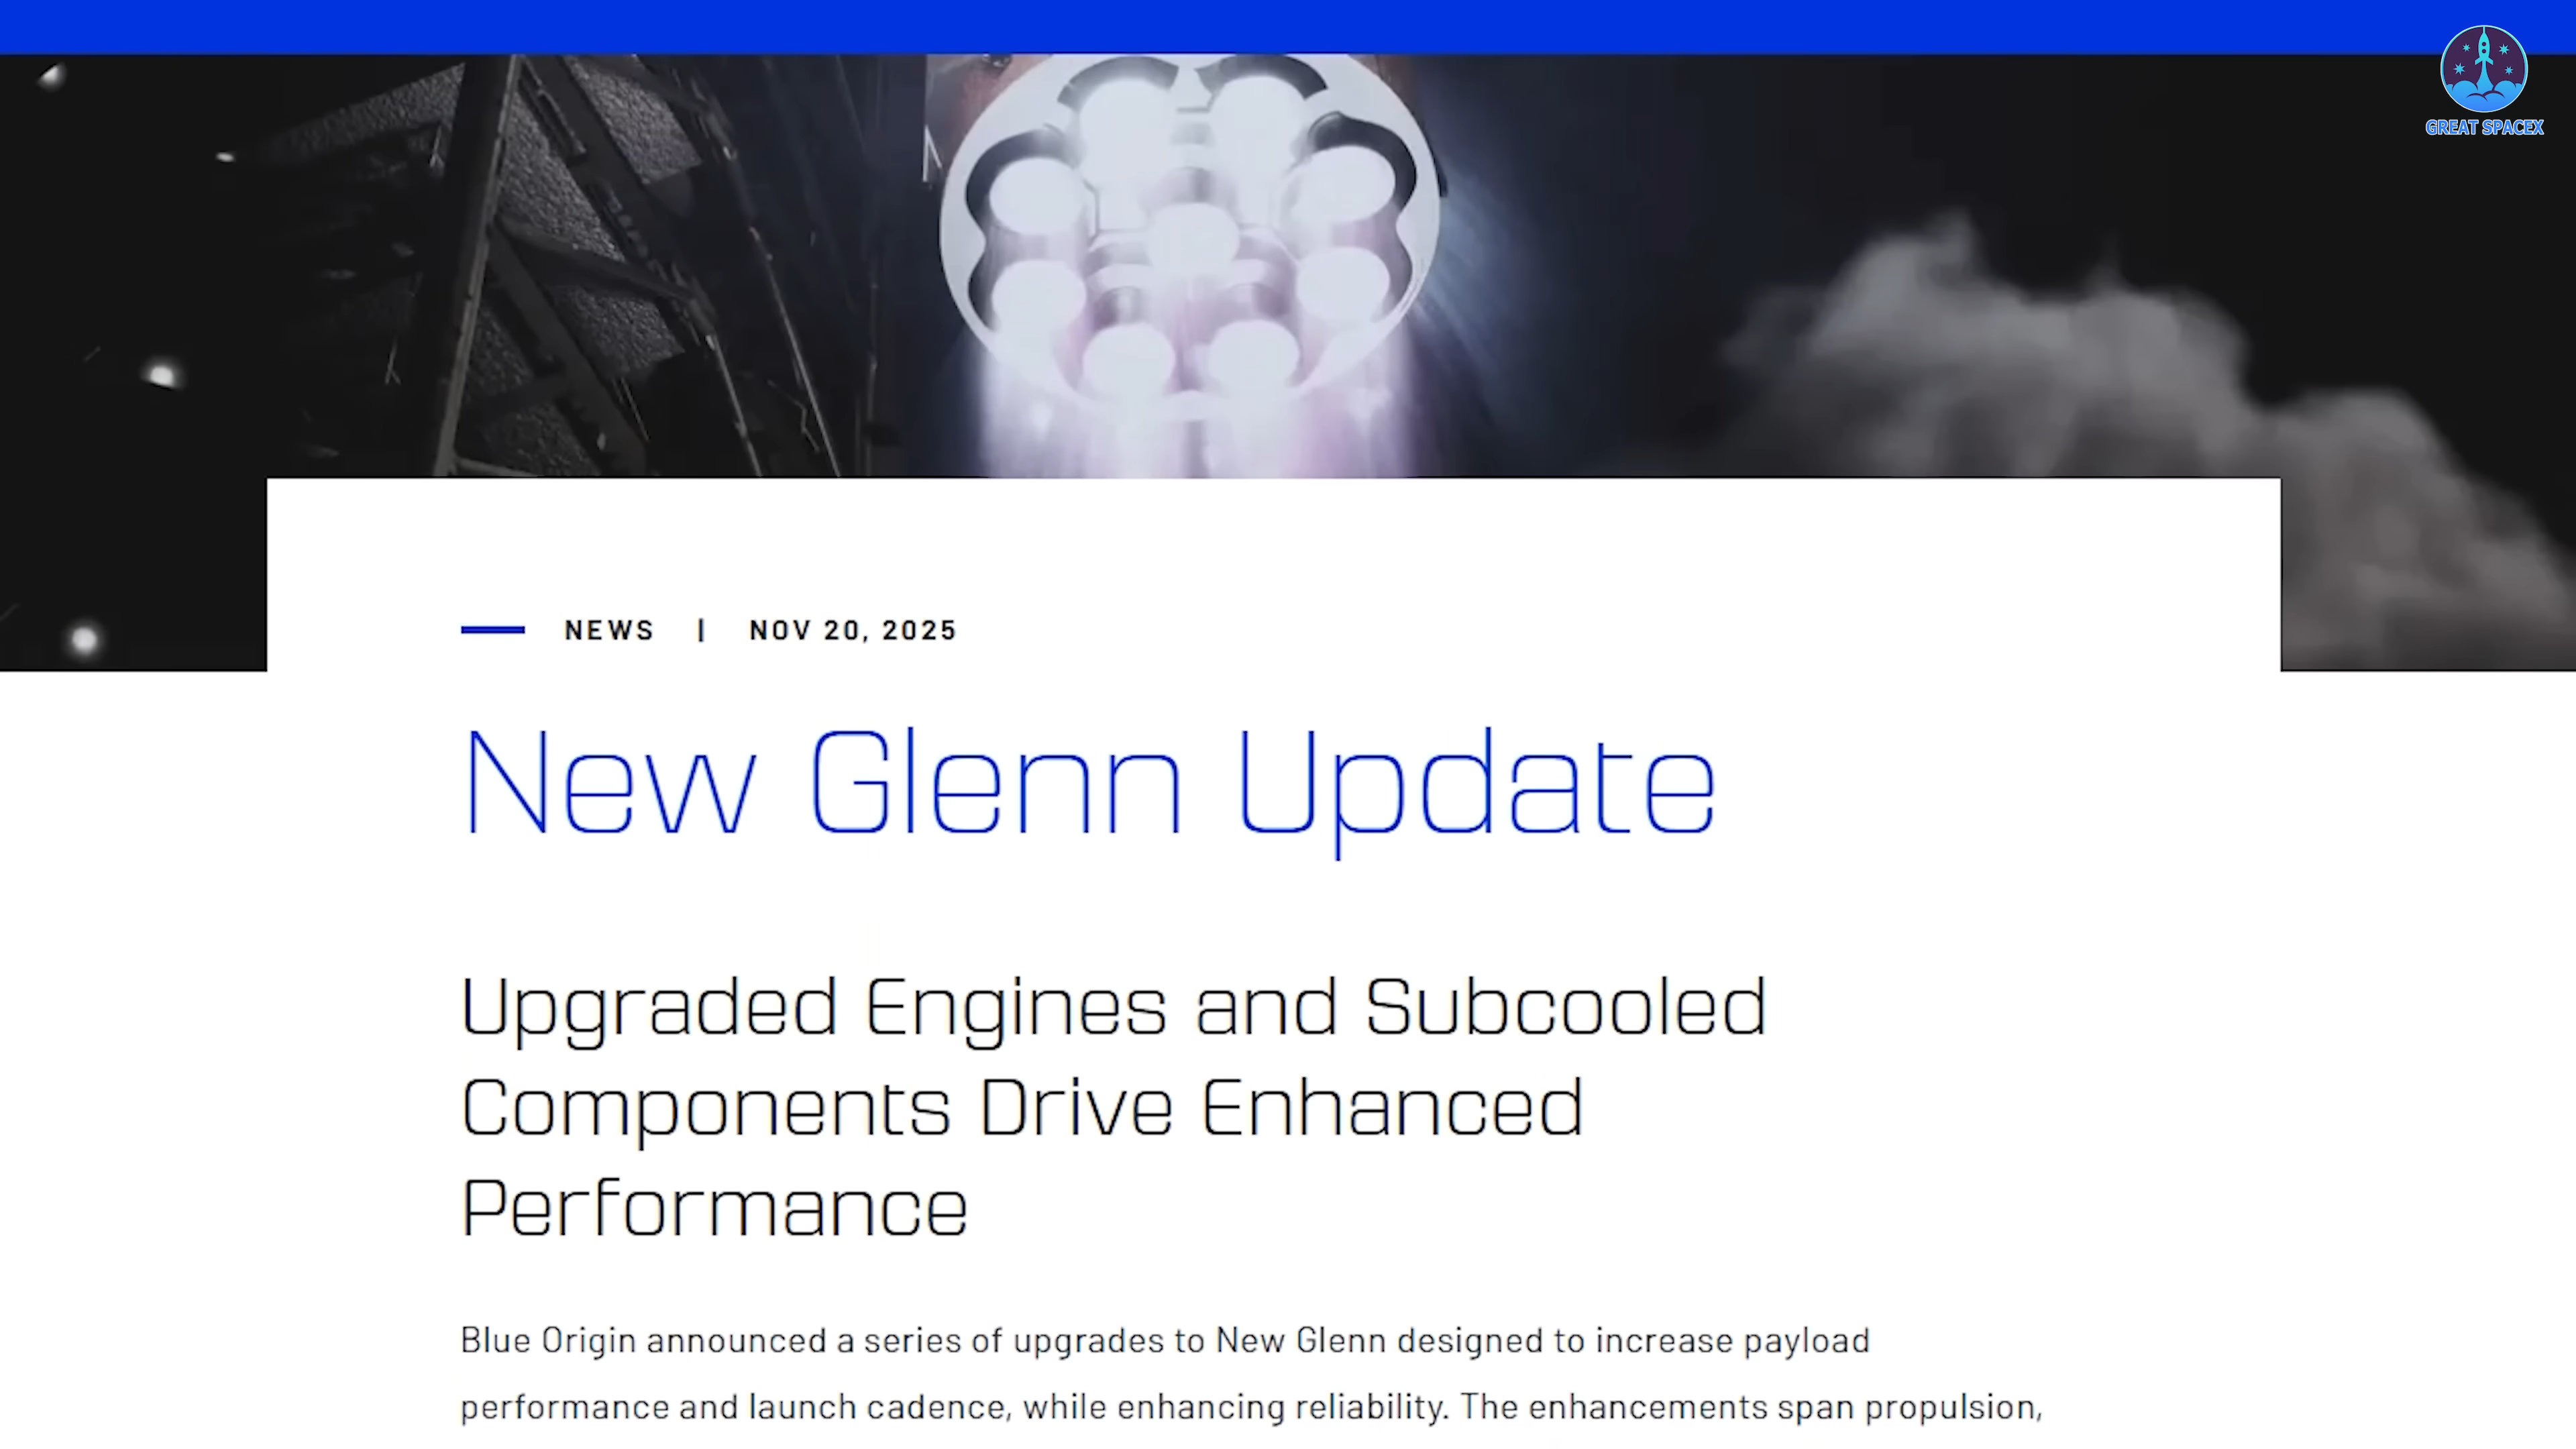 GREAT SPACEX
NEWS | NOV 20, 2025
New Glenn Update
Upgraded Engines and Subcooled
Components Drive Enhanced
Performance
Blue Origin announced a series of upgrades to New Glenn designed to increase payload
performance and launch cadence, while enhancing reliability. The enhancements span propulsion,